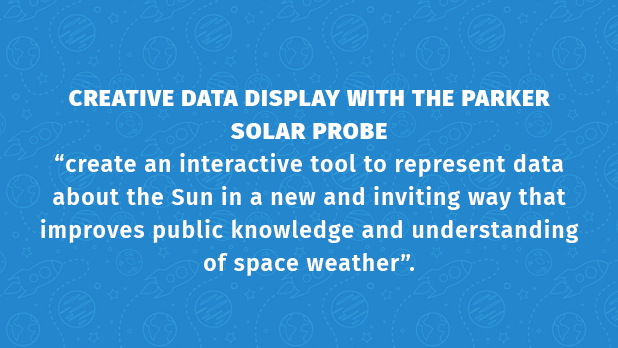 CREATIVE DATA DISPLAY WITH THE PARKER
SOLAR PROBE
“create an interactive tool to represent data
about the Sun in a new and inviting way that
improves public knowledge and understanding
of space weather”.